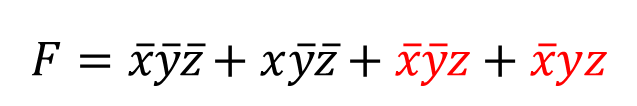 F = x̄ȳz̄ + xȳz̄ + x̄ȳz + x̄yz